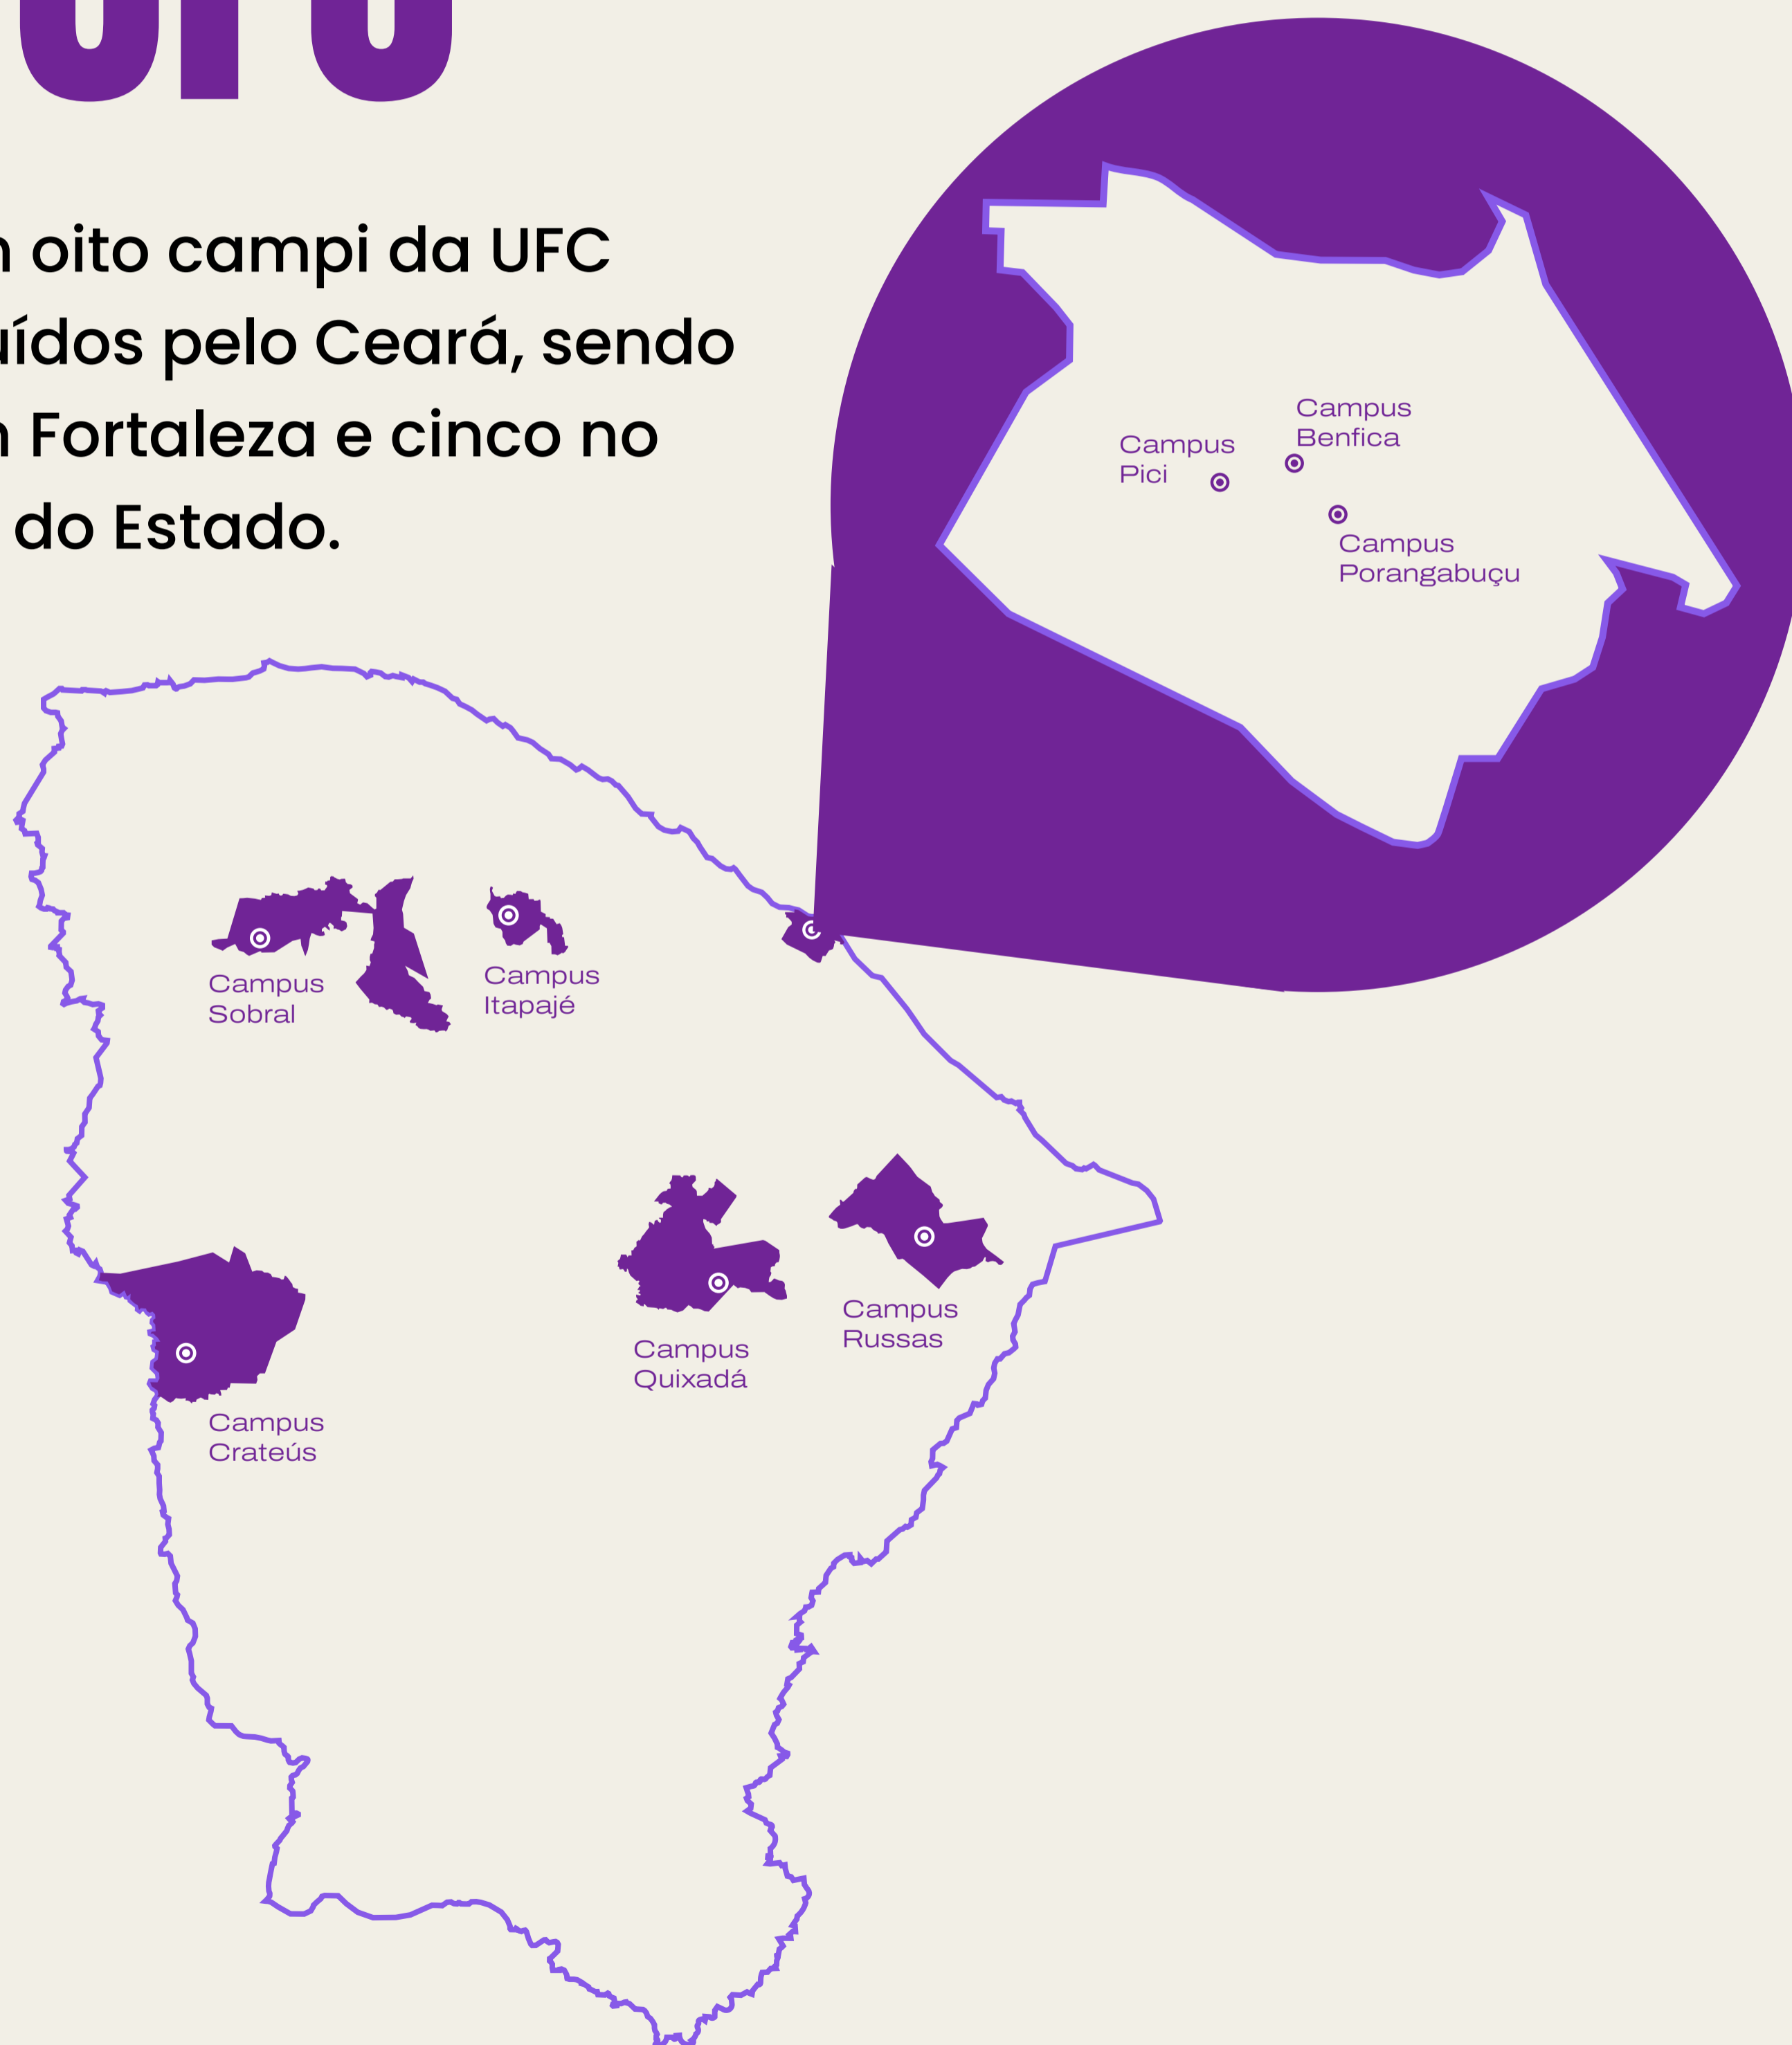 oito campi da UFC
pelo Ceará, sendo
Fortaleza e cinco no
do Estado.
Campus
Benfica
Campus
Pici
Campus
Porangabuçu
Campus
Sobral
Campus
Itapajé
Campus
Russas
Campus
Quixadá
Campus
Crateús